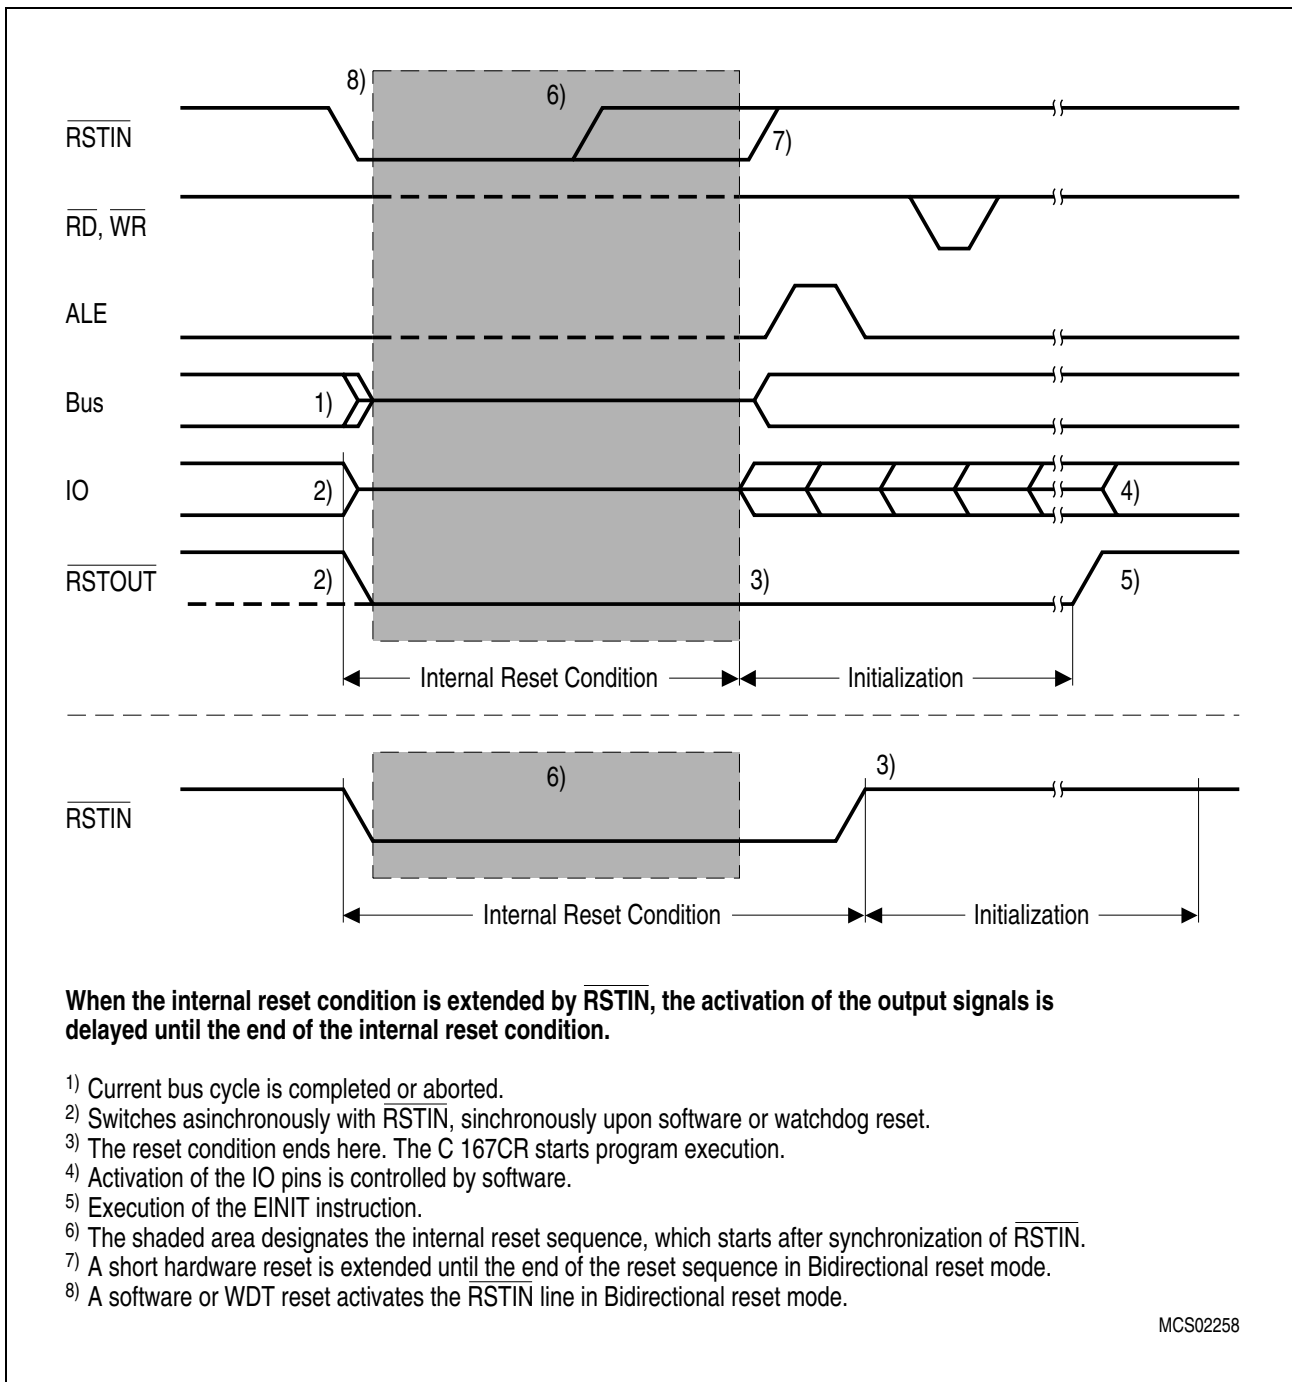 8)
6)
RSTIN
7)
RD, WR
ALE
Bus
1)
IO
2)
4)
RSTOUT
2)
3)
5)
Internal Reset Condition
Initialization
6)
3)
RSTIN
Internal Reset Condition
Initialization
When the internal reset condition is extended by RSTIN, the activation of the output signals is
delayed until the end of the internal reset condition.
1) Current bus cycle is completed or aborted.
2) Switches asinchronously with RSTIN, sinchronously upon software or watchdog reset.
3) The reset condition ends here. The C 167CR starts program execution.
4) Activation of the IO pins is controlled by software.
5) Execution of the EINIT instruction.
6) The shaded area designates the internal reset sequence, which starts after synchronization of RSTIN.
7) A short hardware reset is extended until the end of the reset sequence in Bidirectional reset mode.
8) A software or WDT reset activates the RSTIN line in Bidirectional reset mode.
MCS02258